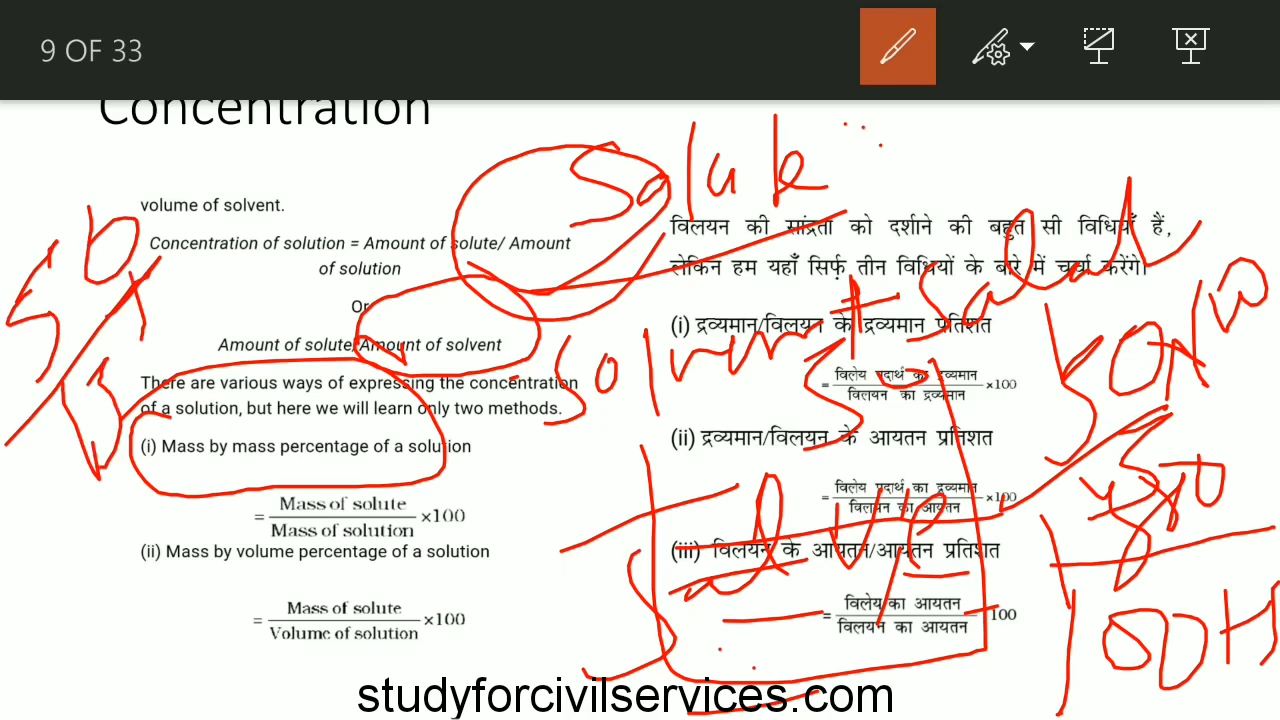 9 OF 33
Concentration
volume of solvent.
Concentration of solution = Amount of solute/ Amount
of solution
Or
Amount of solute/Amount of solvent
There are various ways of expressing the concentration
of a solution, but here we will learn only two methods.
(i) Mass by mass percentage of a solution
= Mass of solute
Mass of solution ×100
(ii) Mass by volume percentage of a solution
= Mass of solute
Volume of solution ×100
विलयन की सांद्रता को दर्शाने की बहुत सी विधियाँ हैं,
लेकिन हम यहाँ सिर्फ़ तीन विधियों के बारे में चर्चा करेंगे।
(i) द्रव्यमान/विलयन के द्रव्यमान प्रतिशत
= विलेय पदार्थ का द्रव्यमान
विलयन का द्रव्यमान ×100
(ii) द्रव्यमान/विलयन के आयतन प्रतिशत
= विलेय पदार्थ का द्रव्यमान
विलयन का आयतन ×100
(iii) विलयन के आयतन/आयतन प्रतिशत
= विलेय का आयतन
विलयन का आयतन 100
Solute
studyforcivilservices.com